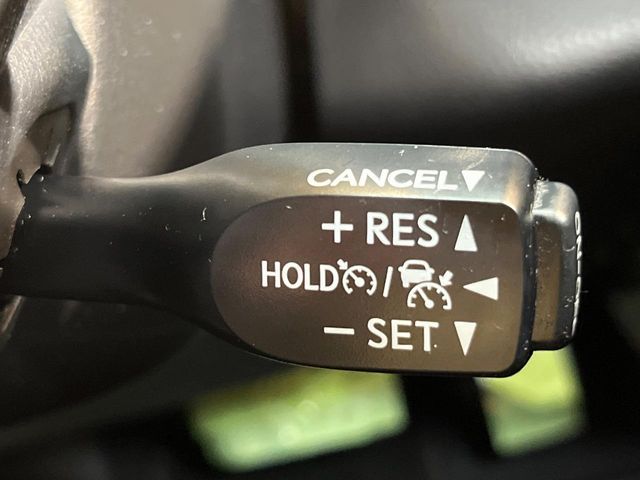 CANCEL▼
+ RES ▲
HOLD / ◀
− SET ▼